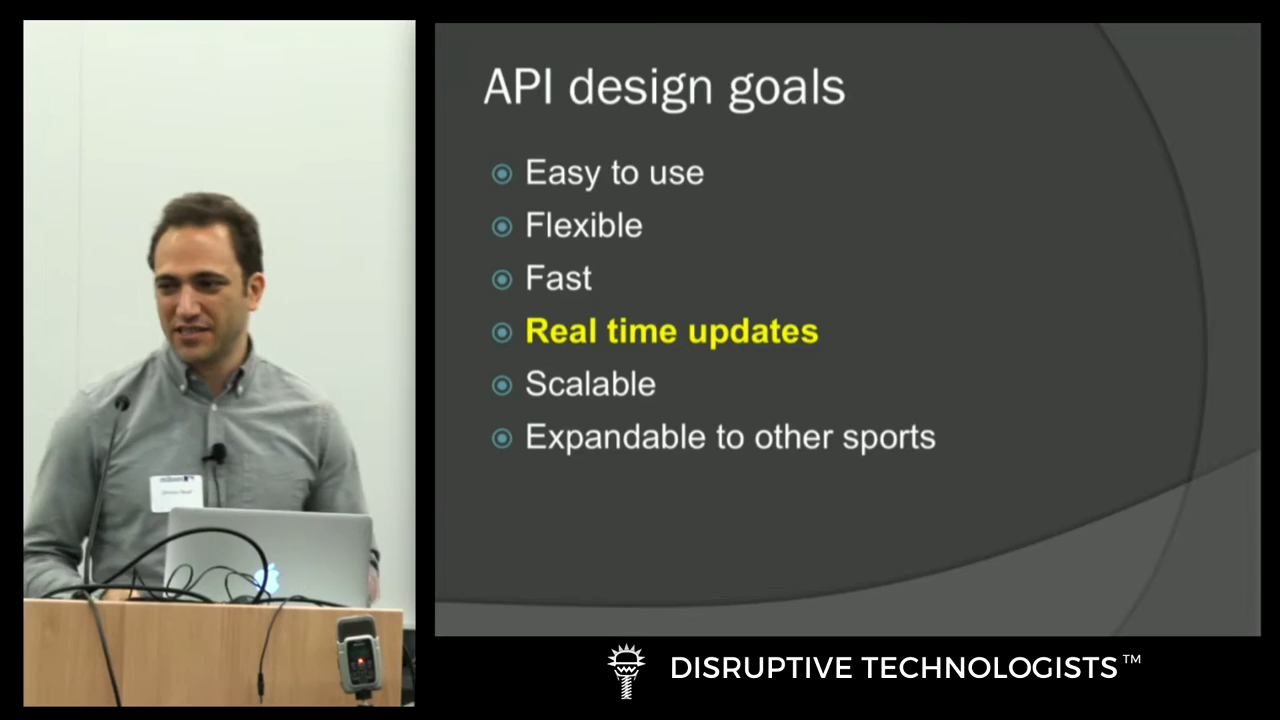 API design goals
Easy to use
Flexible
Fast
Real time updates
Scalable
Expandable to other sports
DISRUPTIVE TECHNOLOGISTS™